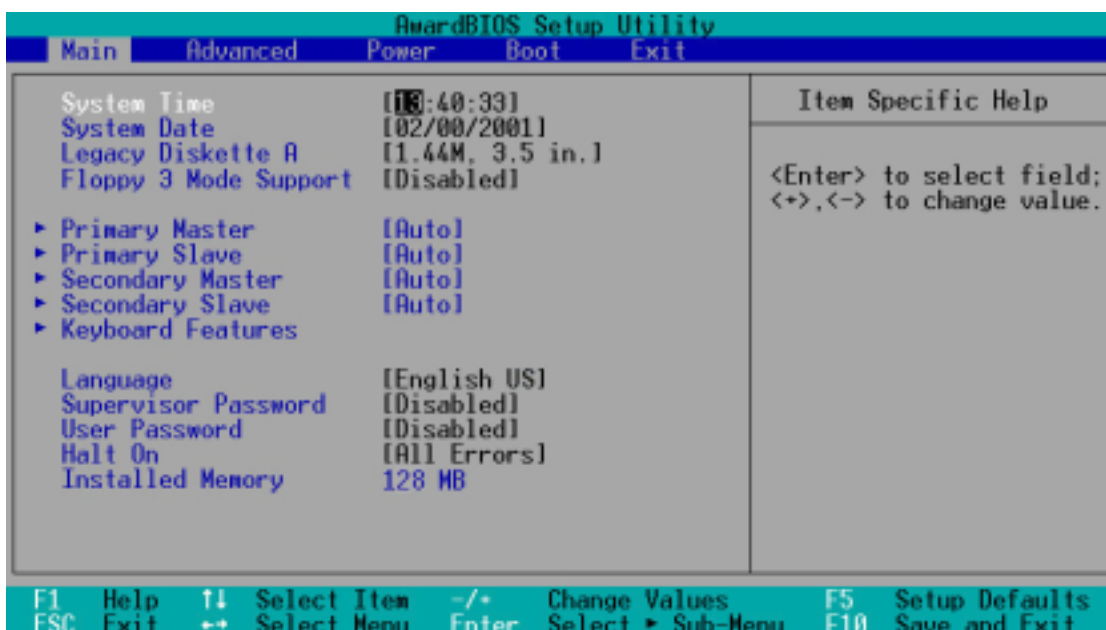 AwardBIOS Setup Utility
Main Advanced Power Boot Exit
System Time [13:40:33]
System Date [02/00/2001]
Legacy Diskette A [1.44M, 3.5 in.]
Floppy 3 Mode Support [Disabled]
▸ Primary Master [Auto]
▸ Primary Slave [Auto]
▸ Secondary Master [Auto]
▸ Secondary Slave [Auto]
▸ Keyboard Features
Language [English US]
Supervisor Password [Disabled]
User Password [Disabled]
Halt On [All Errors]
Installed Memory 128 MB
Item Specific Help
<Enter> to select field;
<+>,<-> to change value.
F1 Help ↑↓ Select Item -/+ Change Values F5 Setup Defaults
ESC Exit ←→ Select Menu Enter Select ▸ Sub-Menu F10 Save and Exit